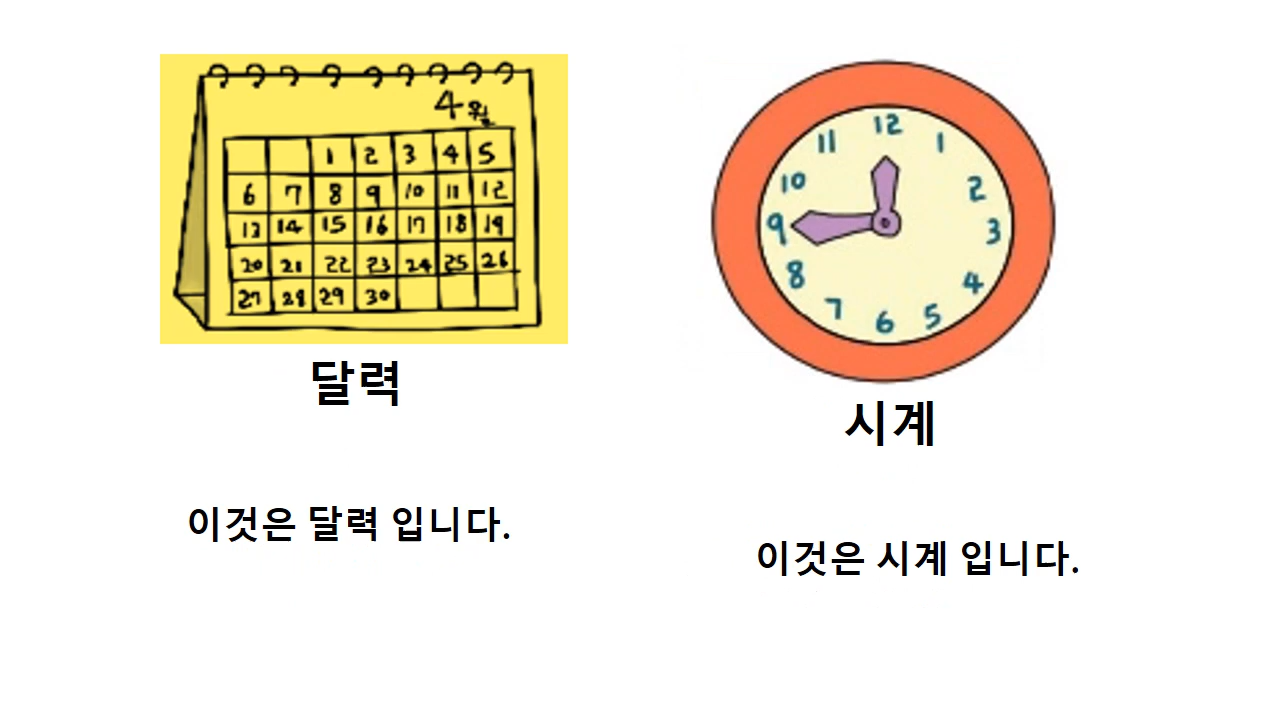 4월
1 2 3 4 5
6 7 8 9 10 11 12
13 14 15 16 17 18 19
20 21 22 23 24 25 26
27 28 29 30
달력
이것은 달력 입니다.
12
11 1
10 2
9 3
8 4
7 5
6
시계
이것은 시계 입니다.